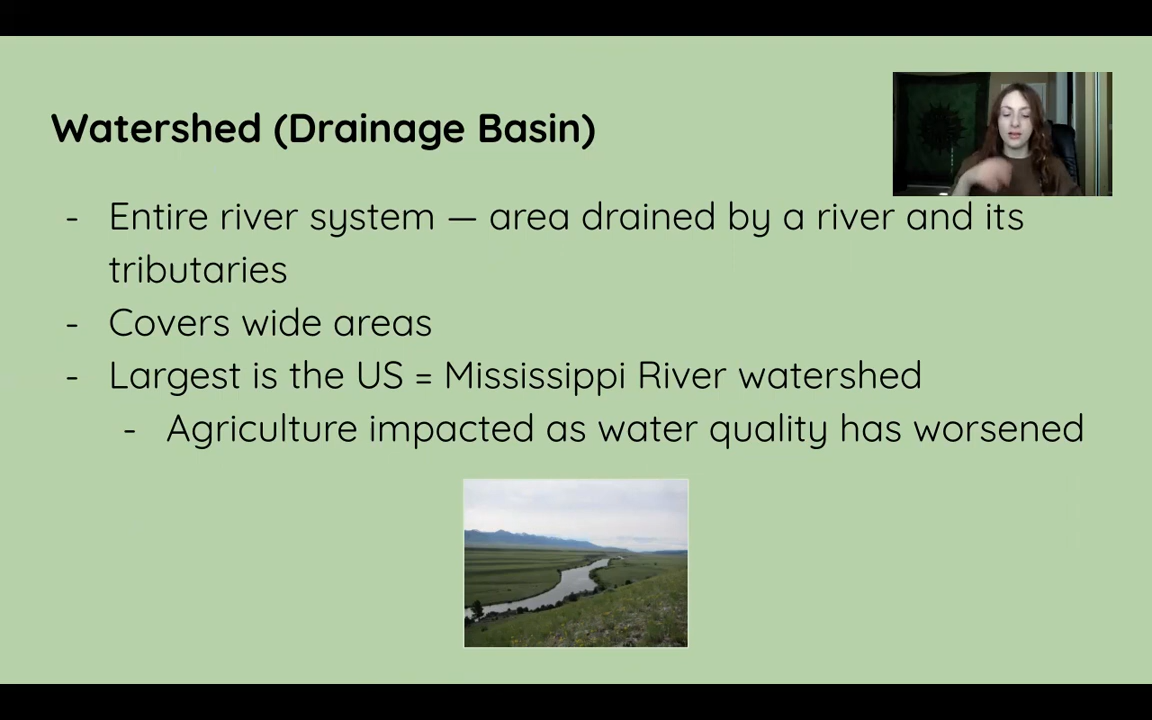 Watershed (Drainage Basin)
- Entire river system — area drained by a river and its
tributaries
- Covers wide areas
- Largest is the US = Mississippi River watershed
- Agriculture impacted as water quality has worsened